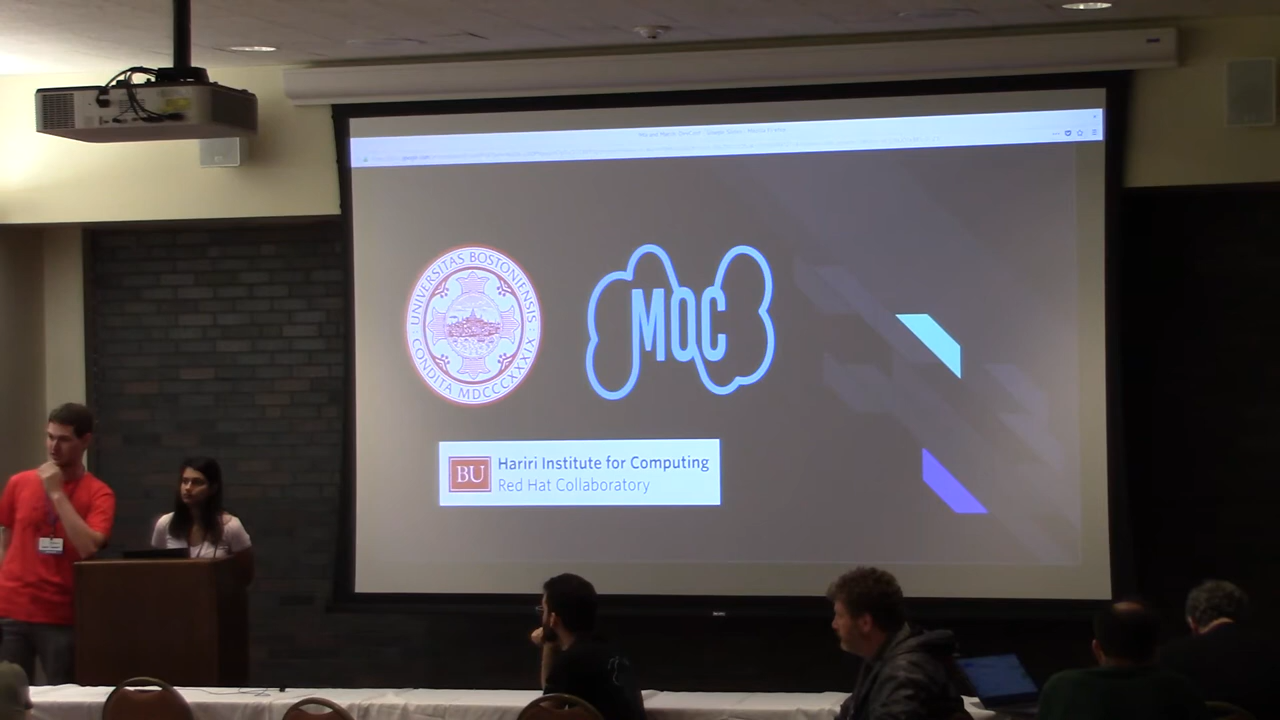 UNIVERSITAS BOSTONIENSIS
CONDITA MDCCCXXXIX
MOC
BU
Hariri Institute for Computing
Red Hat Collaboratory